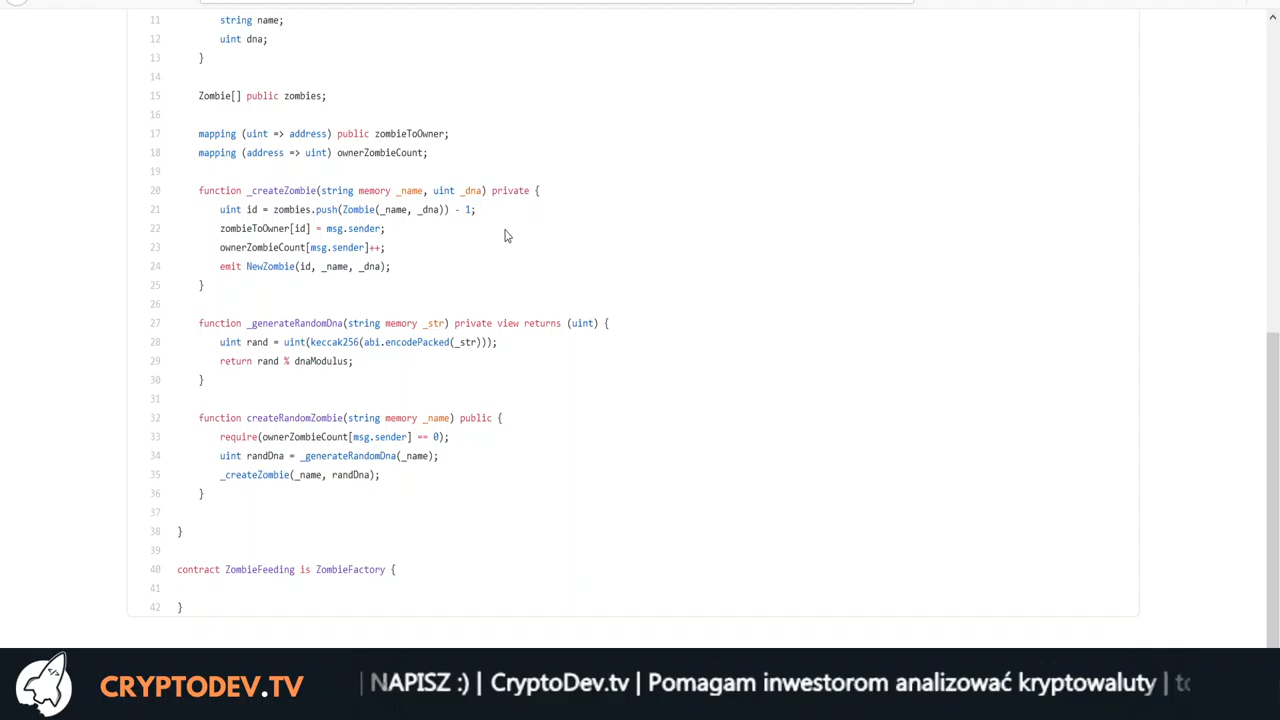 11 string name;
12 uint dna;
13 }
14
15 Zombie[] public zombies;
16
17 mapping (uint => address) public zombieToOwner;
18 mapping (address => uint) ownerZombieCount;
19
20 function _createZombie(string memory _name, uint _dna) private {
21 uint id = zombies.push(Zombie(_name, _dna)) - 1;
22 zombieToOwner[id] = msg.sender;
23 ownerZombieCount[msg.sender]++;
24 emit NewZombie(id, _name, _dna);
25 }
26
27 function _generateRandomDna(string memory _str) private view returns (uint) {
28 uint rand = uint(keccak256(abi.encodePacked(_str)));
29 return rand % dnaModulus;
30 }
31
32 function createRandomZombie(string memory _name) public {
33 require(ownerZombieCount[msg.sender] == 0);
34 uint randDna = _generateRandomDna(_name);
35 _createZombie(_name, randDna);
36 }
37
38 }
39
40 contract ZombieFeeding is ZombieFactory {
41
42 }
CRYPTODEV.TV | NAPISZ :) | CryptoDev.tv | Pomagam inwestorom analizować kryptowaluty |